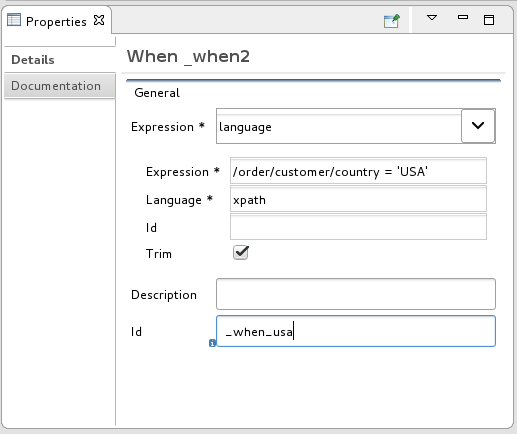 Properties
Details
Documentation
When _when2
General
Expression * language
Expression * /order/customer/country = 'USA'
Language * xpath
Id
Trim
Description
Id _when_usa